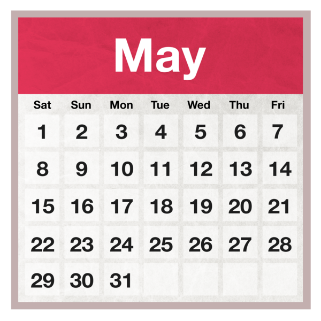 May
Sat Sun Mon Tue Wed Thu Fri
1 2 3 4 5 6 7
8 9 10 11 12 13 14
15 16 17 18 19 20 21
22 23 24 25 26 27 28
29 30 31